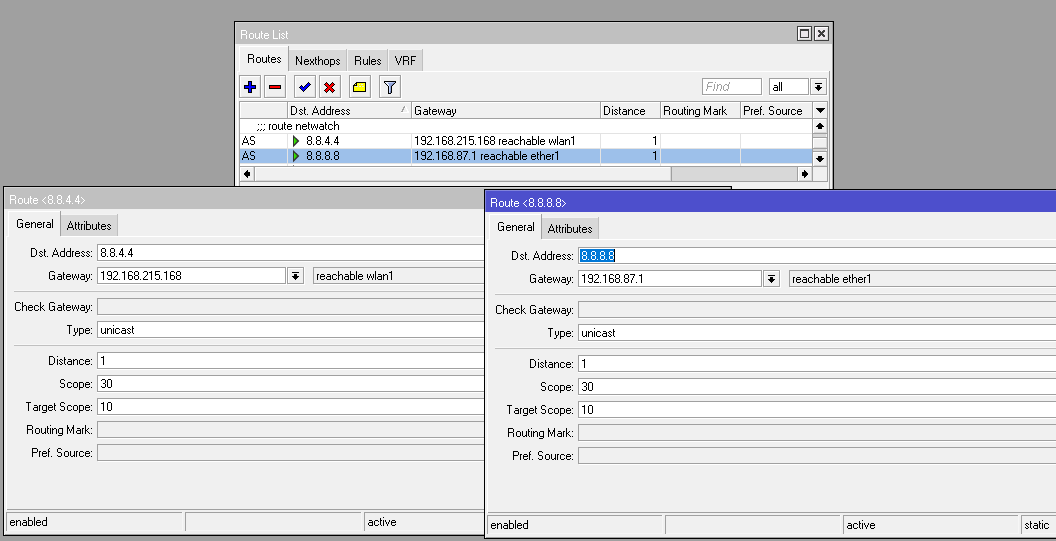 Route List
Routes Nexthops Rules VRF
Find all
Dst. Address Gateway Distance Routing Mark Pref. Source
;;; route netwatch
AS 8.8.4.4 192.168.215.168 reachable wlan1 1
AS 8.8.8.8 192.168.87.1 reachable ether1 1
Route <8.8.4.4>
General Attributes
Dst. Address: 8.8.4.4
Gateway: 192.168.215.168 reachable wlan1
Check Gateway:
Type: unicast
Distance: 1
Scope: 30
Target Scope: 10
Routing Mark:
Pref. Source:
enabled active
Route <8.8.8.8>
General Attributes
Dst. Address: 8.8.8.8
Gateway: 192.168.87.1 reachable ether1
Check Gateway:
Type: unicast
Distance: 1
Scope: 30
Target Scope: 10
Routing Mark:
Pref. Source:
enabled active static